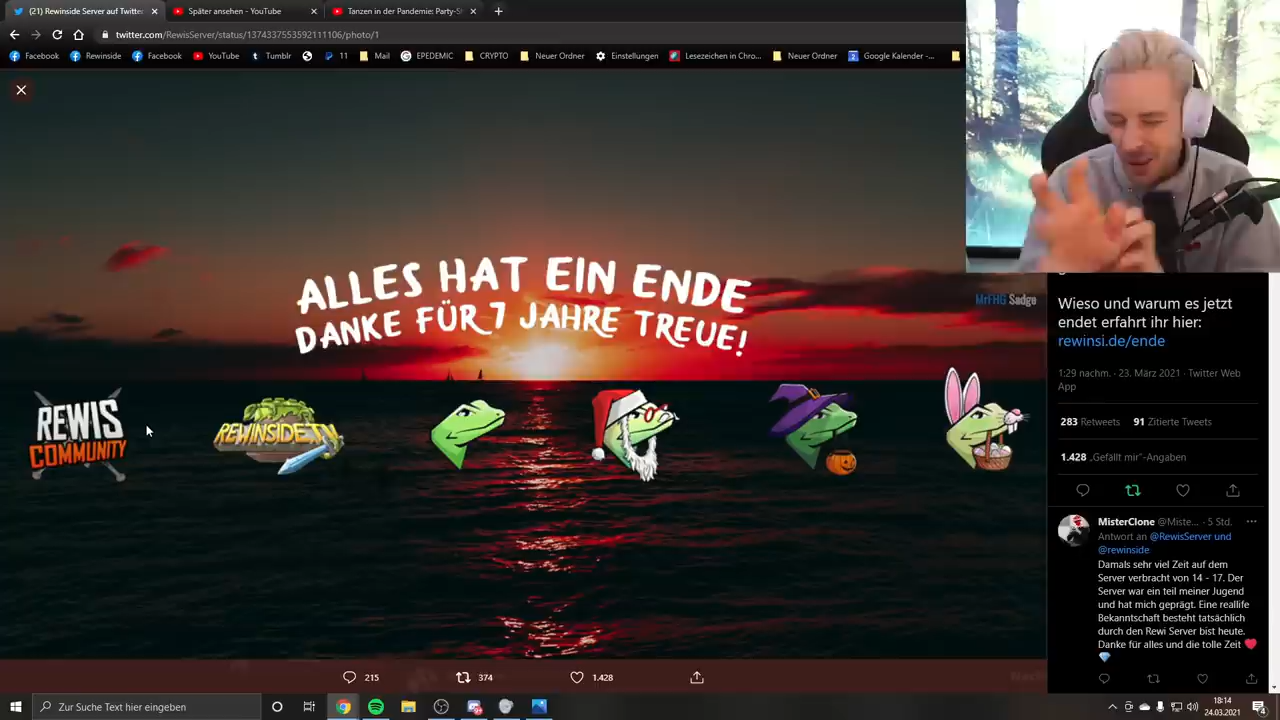 (21) Rewinside Server auf Twitter
Später ansehen - YouTube
Tanzen in der Pandemie: Party-S
twitter.com/RewisServer/status/1374337553592111106/photo/1
Facebook
Rewinside
Facebook
YouTube
Tumblr
11
Mail
EPEDEMIC
CRYPTO
Neuer Ordner
Einstellungen
Lesezeichen in Chro...
Neuer Ordner
Google Kalender -...
ALLES HAT EIN ENDE
DANKE FÜR 7 JAHRE TREUE!
REWIS
COMMUNITY
REWINSIDE.TV
MrFHG Sadge
Wieso und warum es jetzt
endet erfahrt ihr hier:
rewinsi.de/ende
1:29 nachm. · 23. März 2021 · Twitter Web
App
283 Retweets 91 Zitierte Tweets
1.428 „Gefällt mir“-Angaben
MisterClone @Miste... · 5 Std.
Antwort an @RewisServer und
@rewinside
Damals sehr viel Zeit auf dem
Server verbracht von 14 - 17. Der
Server war ein teil meiner Jugend
und hat mich geprägt. Eine reallife
Bekanntschaft besteht tatsächlich
durch den Rewi Server bist heute.
Danke für alles und die tolle Zeit
215
374
1.428
Zur Suche Text hier eingeben
18:14
24.03.2021
4